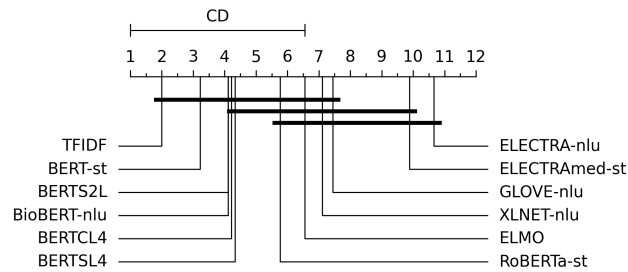 CD
1 2 3 4 5 6 7 8 9 10 11 12
TFIDF ELECTRA-nlu
BERT-st ELECTRAmed-st
BERTS2L GLOVE-nlu
BioBERT-nlu XLNET-nlu
BERTCL4 ELMO
BERTSL4 RoBERTa-st